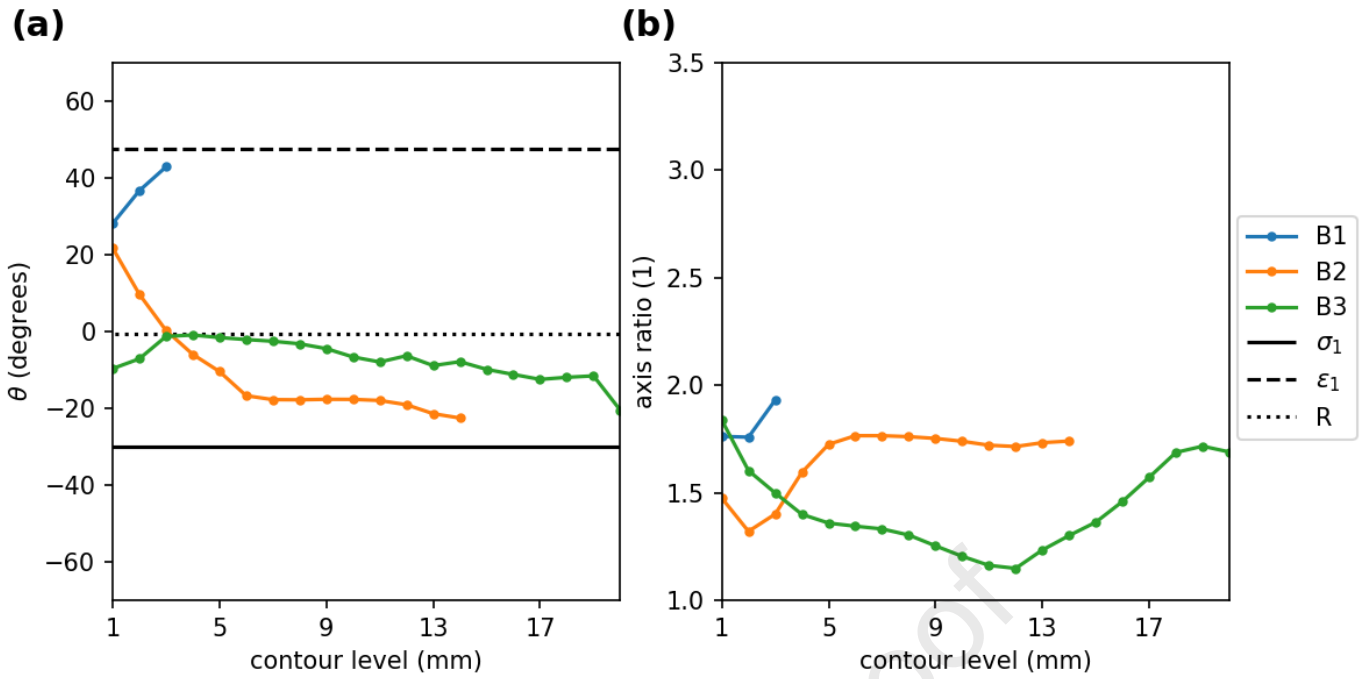 (a)
(b)
60
40
20
0
−20
−40
−60
θ (degrees)
1
5
9
13
17
contour level (mm)
3.5
3.0
2.5
2.0
1.5
1.0
axis ratio (1)
1
5
9
13
17
contour level (mm)
B1
B2
B3
σ1
ε1
R